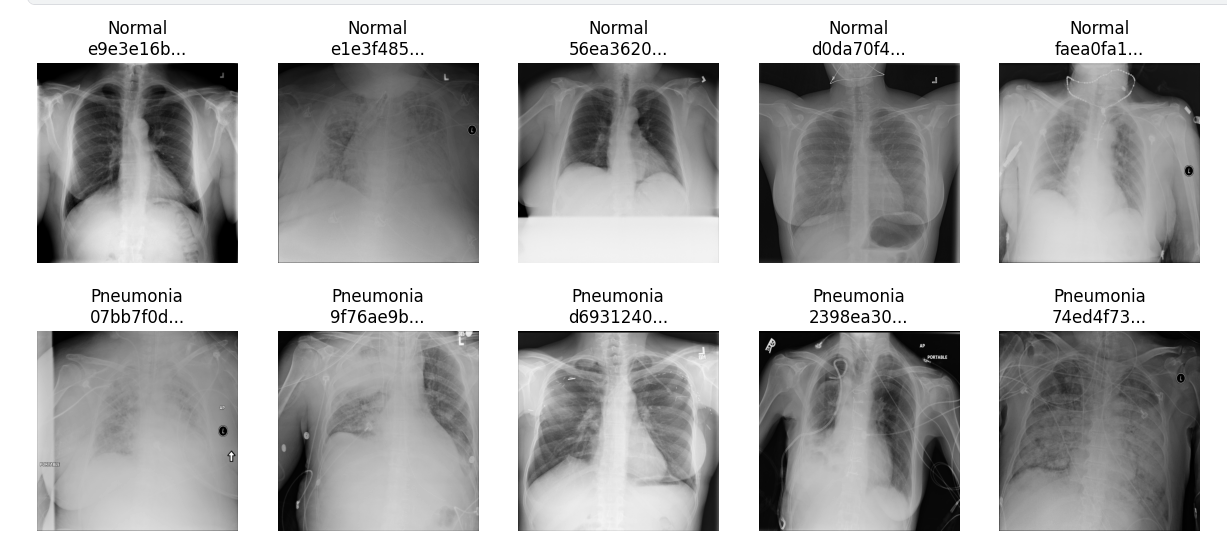 Normal
e9e3e16b...
Normal
e1e3f485...
Normal
56ea3620...
Normal
d0da70f4...
Normal
faea0fa1...
L
Pneumonia
07bb7f0d...
Pneumonia
9f76ae9b...
Pneumonia
d6931240...
Pneumonia
2398ea30...
Pneumonia
74ed4f73...
AP
PORTABLE